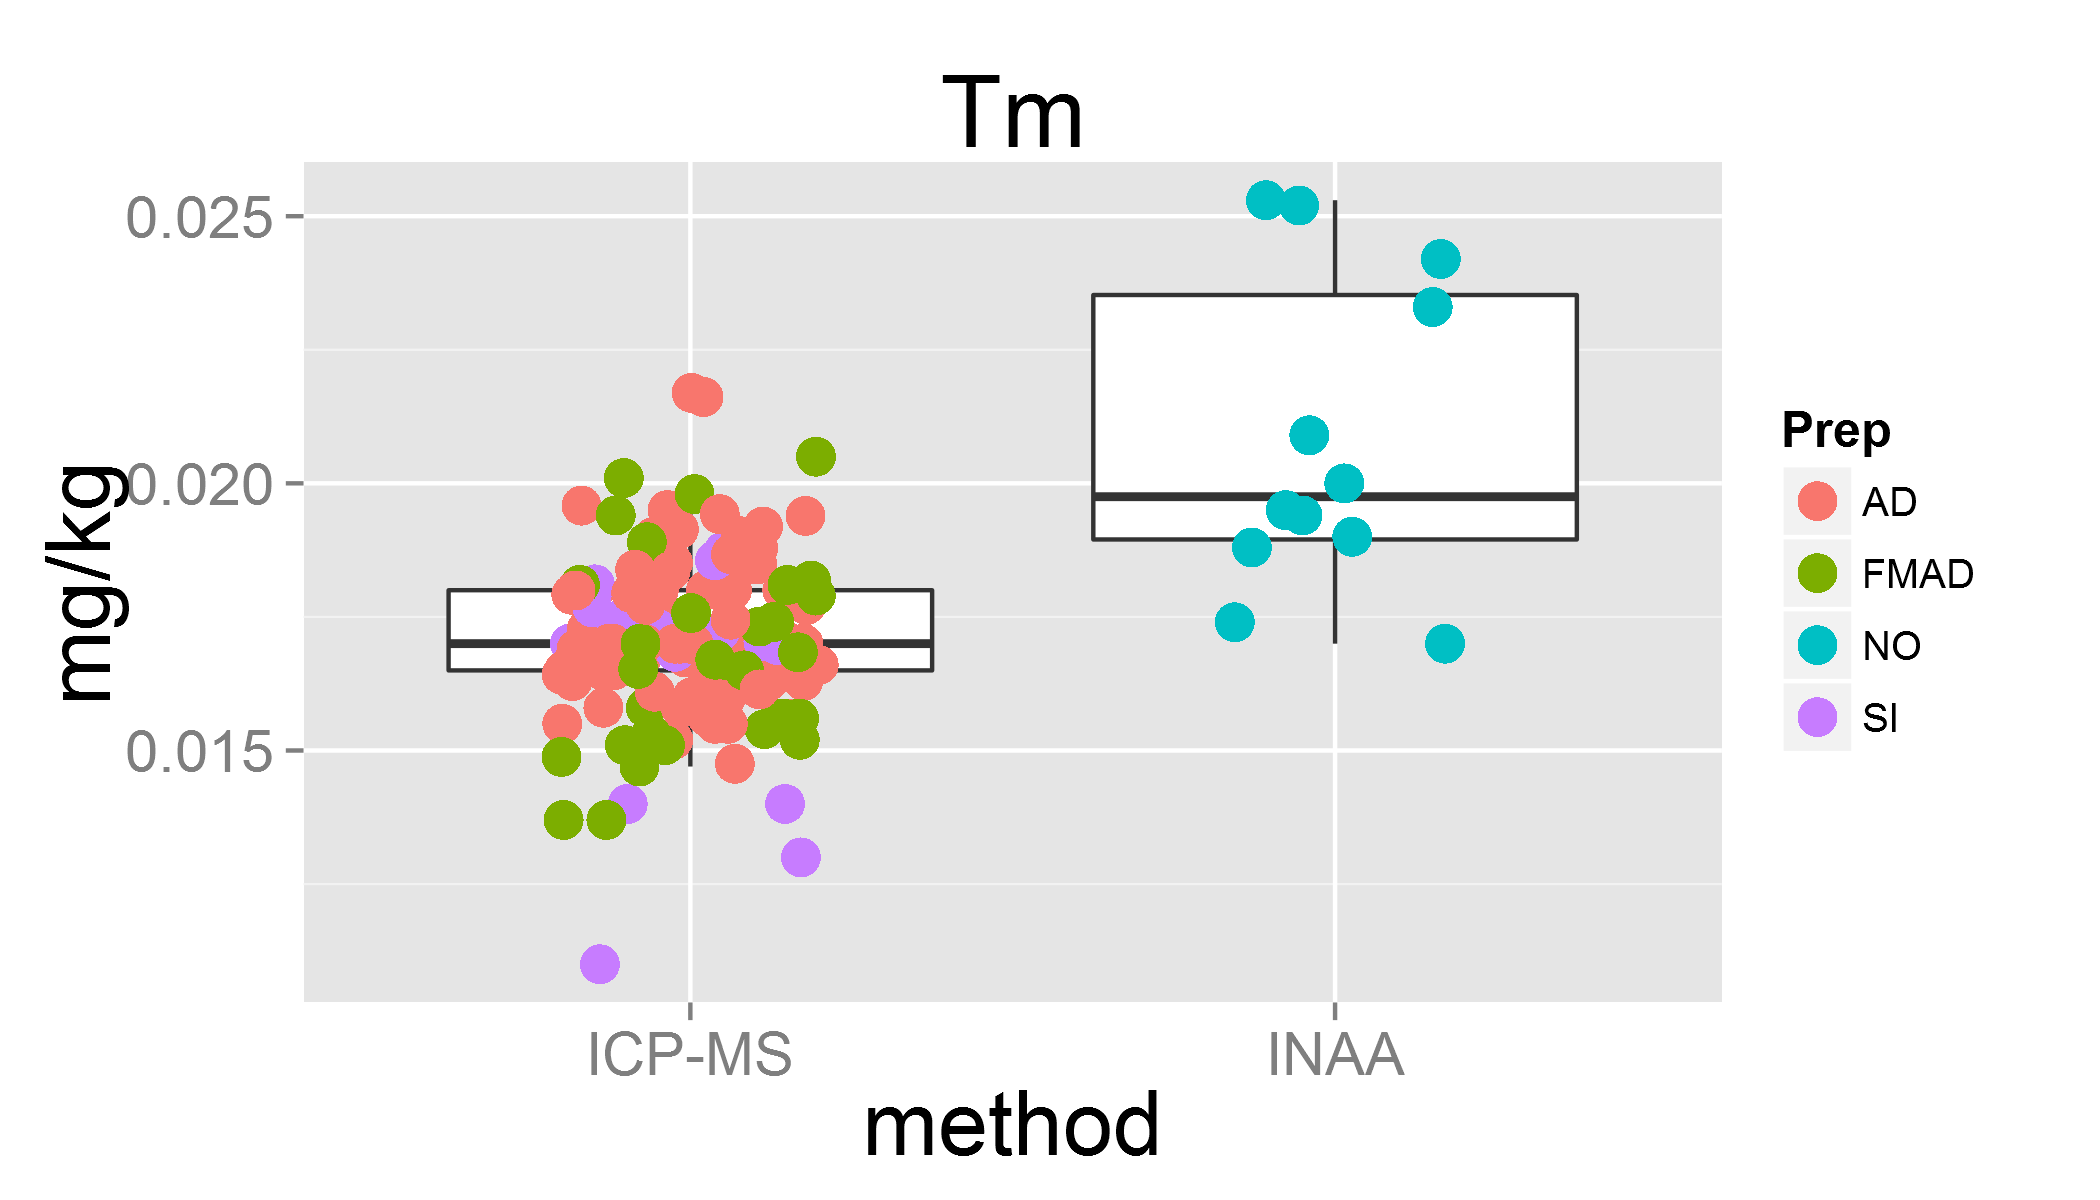 Tm
mg/kg
0.025
0.020
0.015
ICP-MS
INAA
method
Prep
AD
FMAD
NO
SI